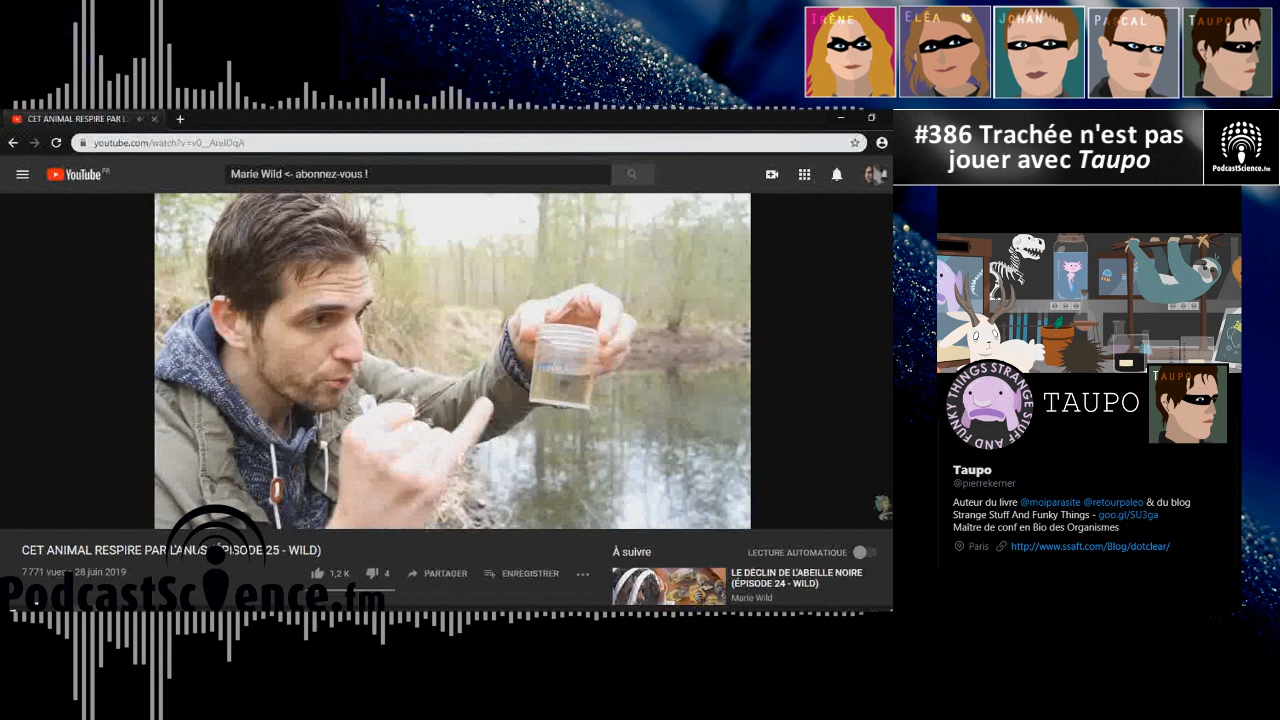 IRÈNE
ELÉA
JOHAN
PASCAL
TAUPO
CET ANIMAL RESPIRE PAR L
youtube.com/watch?v=v0__AreIDqA
YouTube FR
Marie Wild <- abonnez-vous !
#386 Trachée n'est pas
jouer avec Taupo
PodcastScience.fm
FUNKY THINGS STRANGE STUFF AND
TAUPO
TAUPO
Taupo
@pierrekerner
Auteur du livre @moiparasite @retourpaleo & du blog
Strange Stuff And Funky Things - goo.gl/SU3ga
Maître de conf en Bio des Organismes
Paris http://www.ssaft.com/Blog/dotclear/
CET ANIMAL RESPIRE PAR L'ANUS (ÉPISODE 25 - WILD)
7 771 vues - 28 juin 2019
1,2 K
4
PARTAGER
ENREGISTRER
À suivre
LECTURE AUTOMATIQUE
LE DÉCLIN DE L'ABEILLE NOIRE
(ÉPISODE 24 - WILD)
Marie Wild
PodcastScience.fm